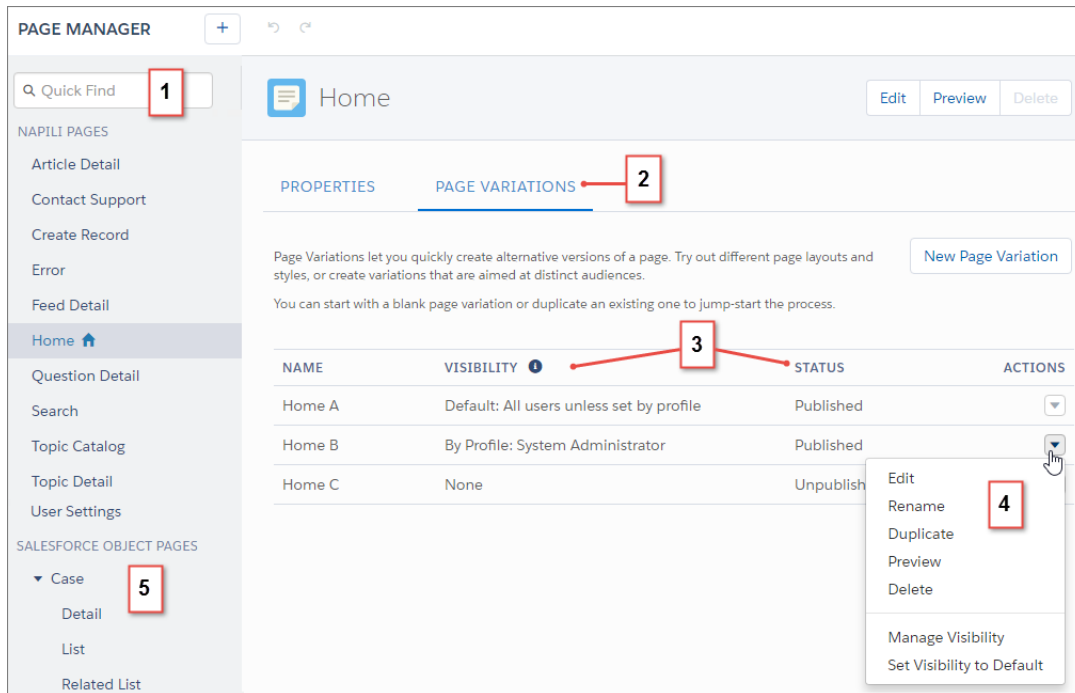 PAGE MANAGER
+
Quick Find
1
NAPILI PAGES
Article Detail
Contact Support
Create Record
Error
Feed Detail
Home
Question Detail
Search
Topic Catalog
Topic Detail
User Settings
SALESFORCE OBJECT PAGES
Case
5
Detail
List
Related List
Home
Edit Preview Delete
PROPERTIES PAGE VARIATIONS
2
Page Variations let you quickly create alternative versions of a page. Try out different page layouts and
styles, or create variations that are aimed at distinct audiences.
New Page Variation
You can start with a blank page variation or duplicate an existing one to jump-start the process.
3
NAME VISIBILITY i STATUS ACTIONS
Home A Default: All users unless set by profile Published
Home B By Profile: System Administrator Published
Home C None Unpublish
Edit
Rename
4
Duplicate
Preview
Delete
Manage Visibility
Set Visibility to Default